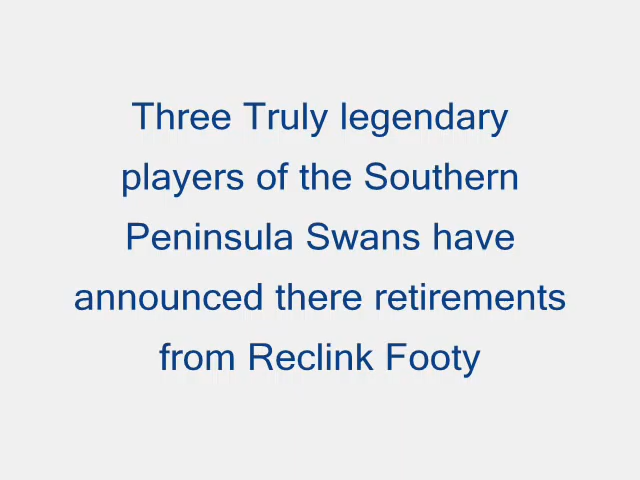 Three Truly legendary
players of the Southern
Peninsula Swans have
announced there retirements
from Reclink Footy